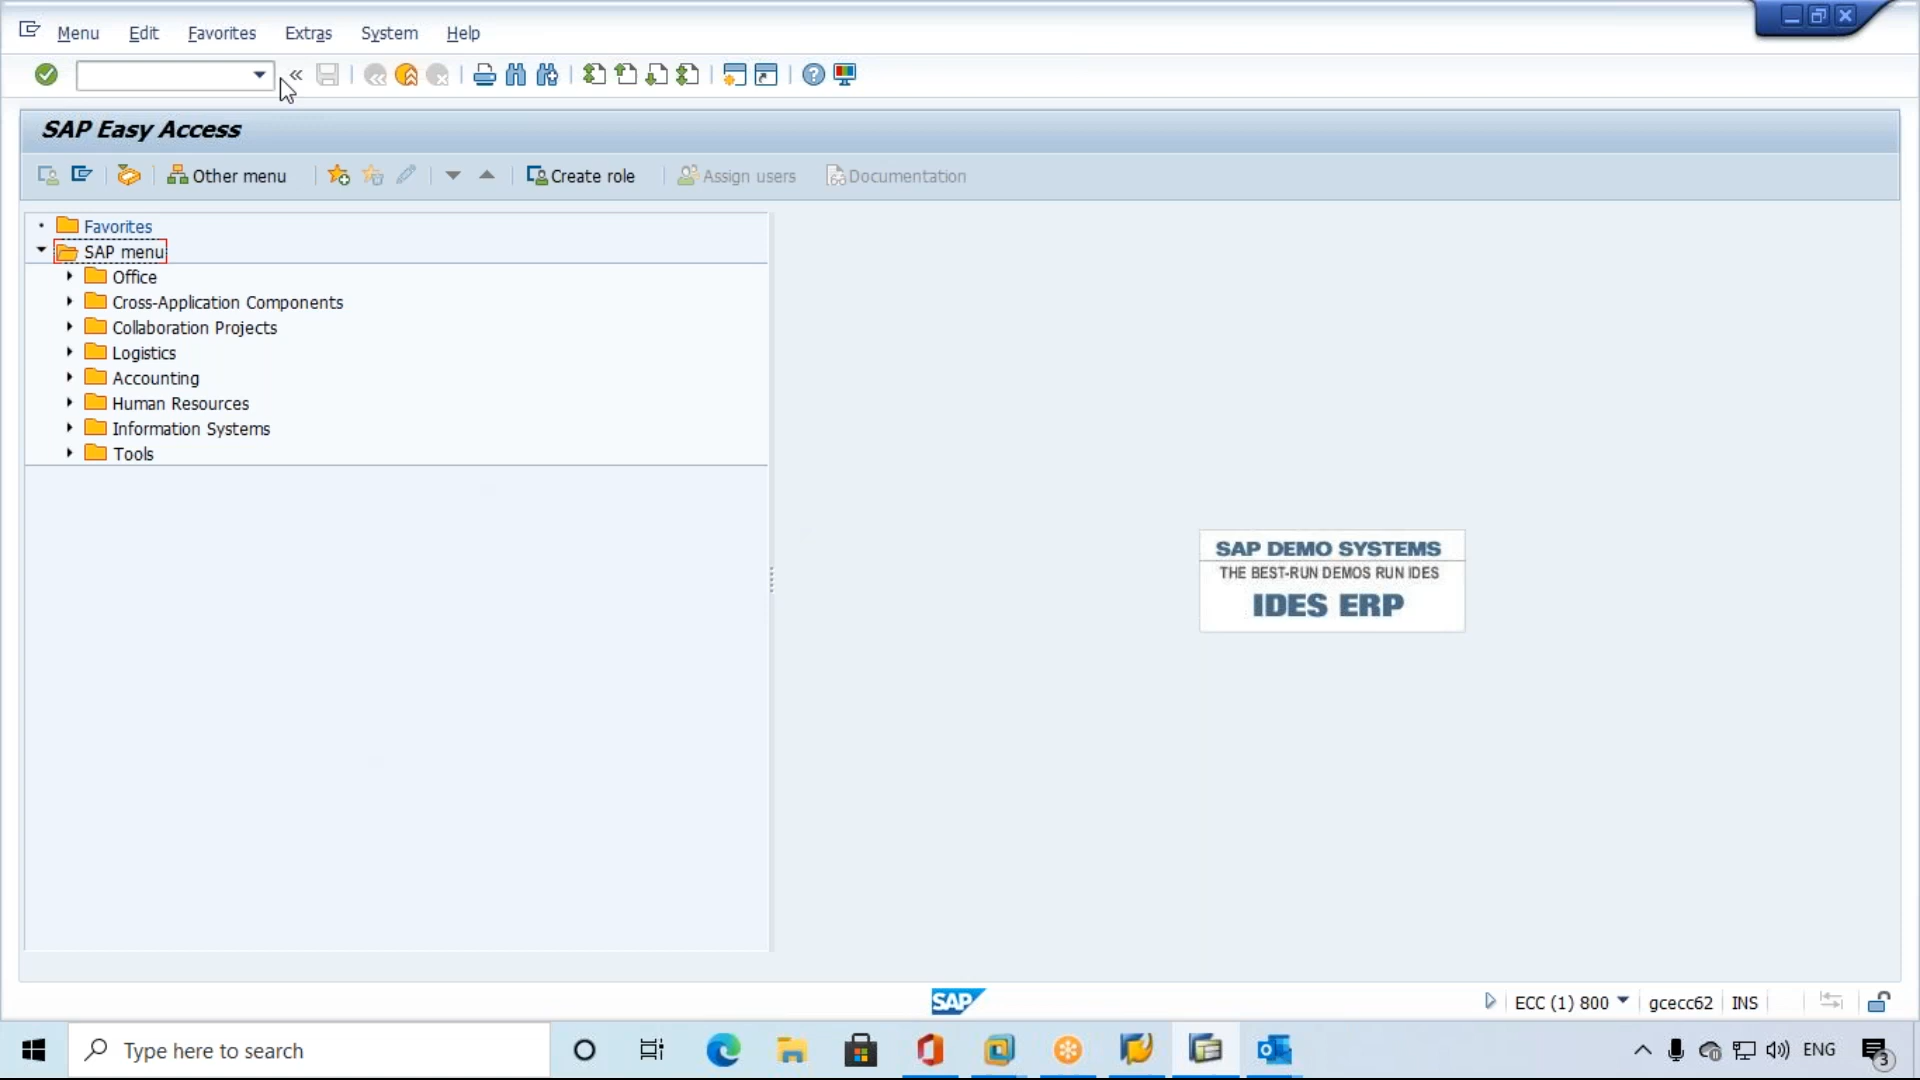 Menu Edit Favorites Extras System Help
SAP Easy Access
Other menu Create role Assign users Documentation
Favorites
SAP menu
Office
Cross-Application Components
Collaboration Projects
Logistics
Accounting
Human Resources
Information Systems
Tools
SAP DEMO SYSTEMS
THE BEST-RUN DEMOS RUN IDES
IDES ERP
SAP
ECC (1) 800 gcecc62 INS
Type here to search
ENG
3